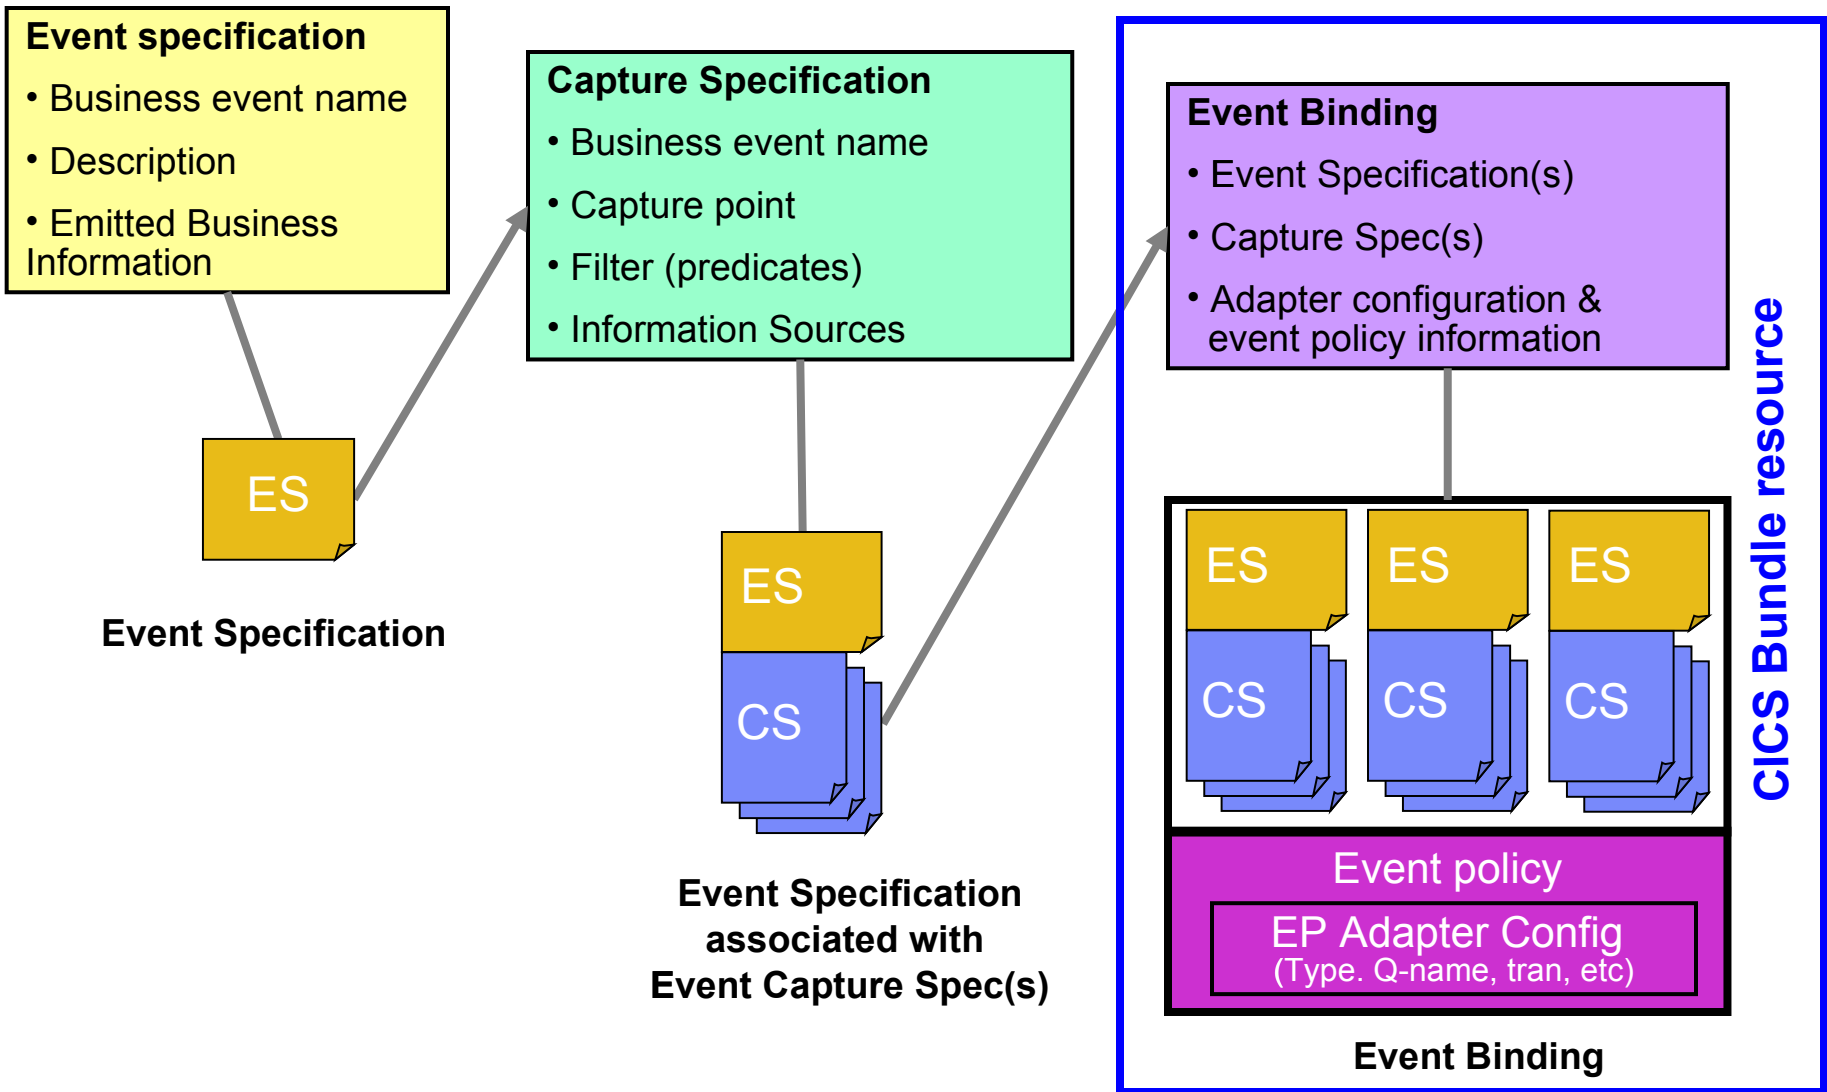 Event specification
• Business event name
• Description
• Emitted Business
Information
ES
Event Specification
Capture Specification
• Business event name
• Capture point
• Filter (predicates)
• Information Sources
ES
CS
Event Specification
associated with
Event Capture Spec(s)
Event Binding
• Event Specification(s)
• Capture Spec(s)
• Adapter configuration &
event policy information
ES ES ES
CS CS CS
Event policy
EP Adapter Config
(Type. Q-name, tran, etc)
Event Binding
CICS Bundle resource